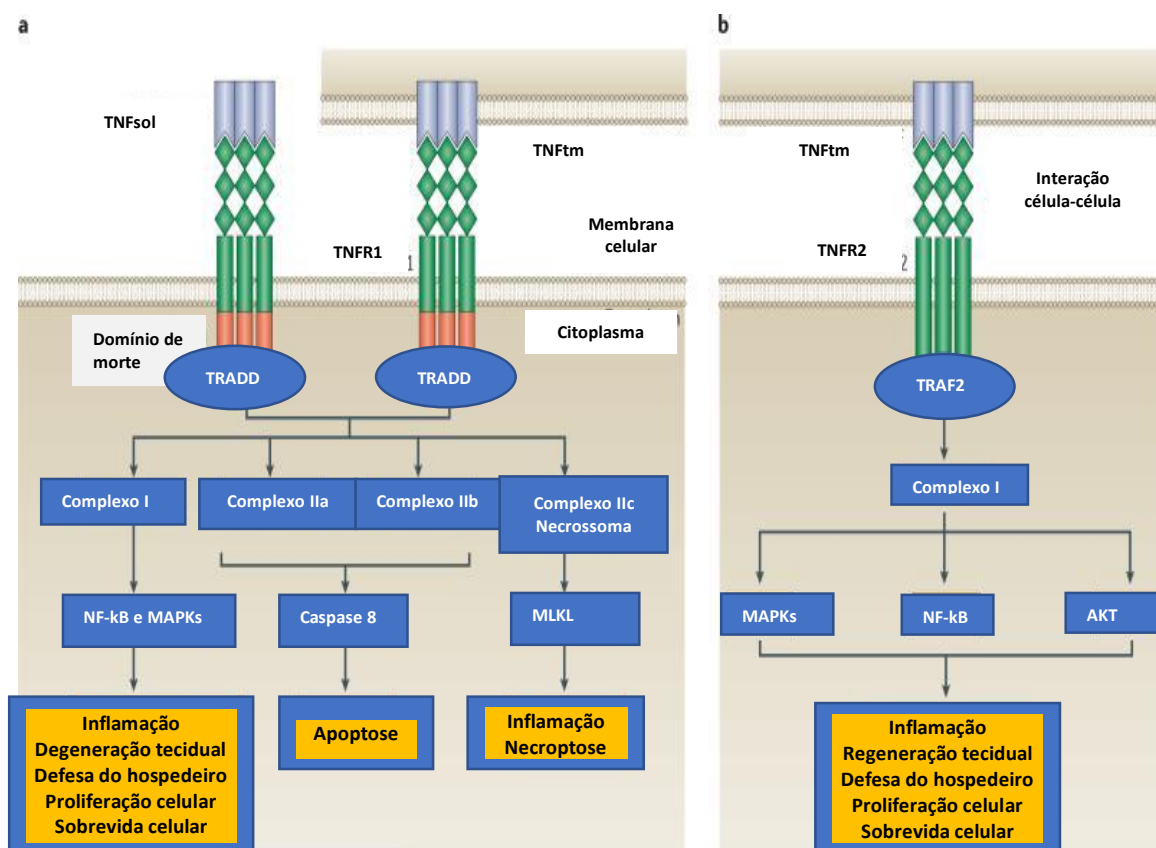 a
b
TNFsol
TNFtm
TNFR1
1
Membrana
celular
Domínio de
morte
Citoplasma
TRADD
TRADD
Complexo I
Complexo IIa
Complexo IIb
Complexo IIc
Necrossoma
NF-kB e MAPKs
Caspase 8
MLKL
Inflamação
Degeneração tecidual
Defesa do hospedeiro
Proliferação celular
Sobrevida celular
Apoptose
Inflamação
Necroptose
TNFtm
Interação
célula-célula
TNFR2
2
TRAF2
Complexo I
MAPKs
NF-kB
AKT
Inflamação
Regeneração tecidual
Defesa do hospedeiro
Proliferação celular
Sobrevida celular